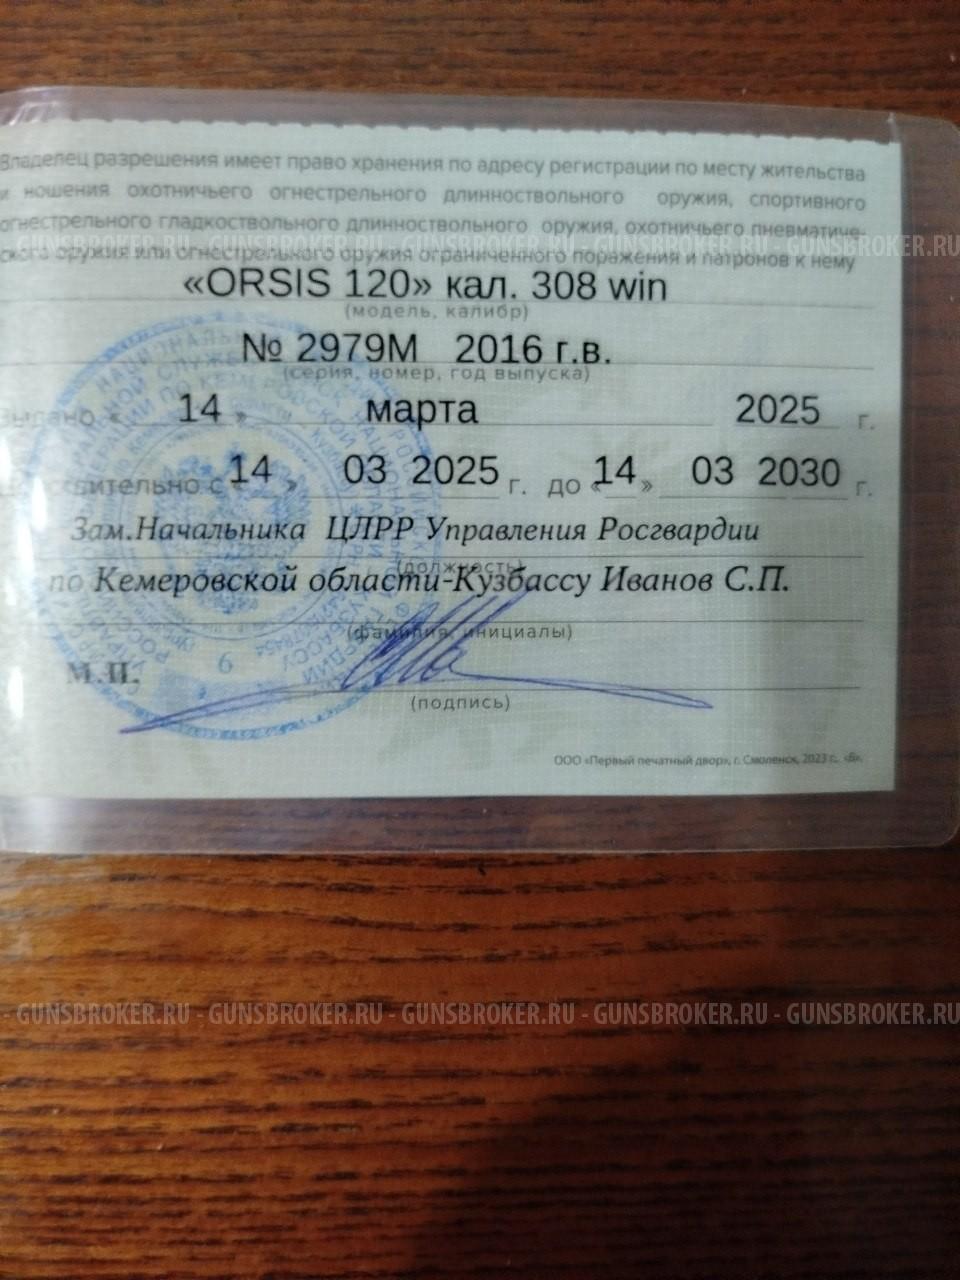 Владелец разрешения имеет право хранения по адресу регистрации по месту жительства
и ношения охотничьего огнестрельного длинноствольного оружия, спортивного
огнестрельного гладкоствольного длинноствольного оружия, охотничьего пневматиче-
ского оружия или огнестрельного оружия ограниченного поражения и патронов к нему
- GUNSBROKER.RU - GUNSBROKER.RU - GUNSBROKER.RU - GUNSBROKER.RU - GUNSBROKER.RU
«ORSIS 120» кал. 308 win
(модель, калибр)
№ 2979М 2016 г.в.
(серия, номер, год выпуска)
Выдано « 14 » марта 2025 г.
14 » 03 2025 г. до «14 » 03 2030 г.
Зам.Начальника ЦЛРР Управления Росгвардии
(должность)
по Кемеровской области-Кузбассу Иванов С.П.
(фамилия, инициалы)
6
М.П.
(подпись)
ООО «Первый печатный двор», г. Смоленск, 2023 г., «Б».
- GUNSBROKER.RU - GUNSBROKER.RU - GUNSBROKER.RU - GUNSBROKER.RU - GUNSBROKER.RU